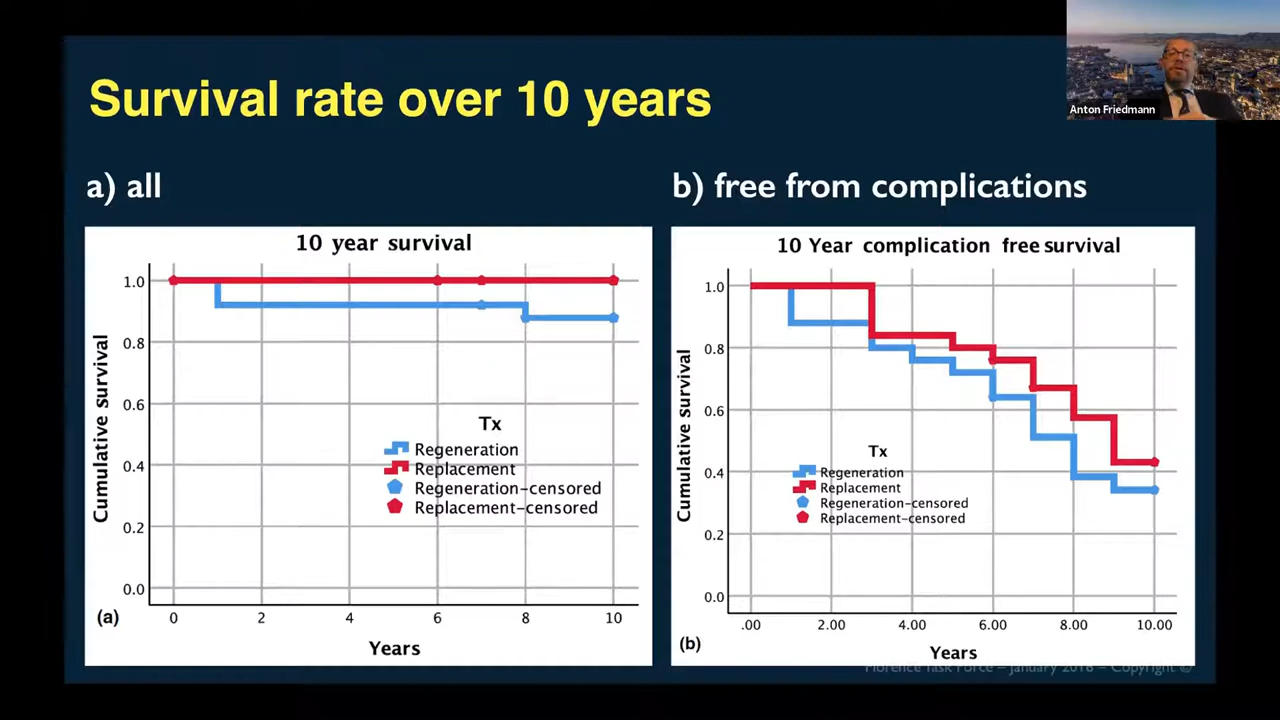 Anton Friedmann
Survival rate over 10 years
a) all
b) free from complications
10 year survival
1.0
0.8
0.6
0.4
0.2
0.0
Cumulative survival
Tx
Regeneration
Replacement
Regeneration-censored
Replacement-censored
0 2 4 6 8 10
(a)
Years
10 Year complication free survival
1.0
0.8
0.6
0.4
0.2
0.0
Cumulative survival
Tx
Regeneration
Replacement
Regeneration-censored
Replacement-censored
.00 2.00 4.00 6.00 8.00 10.00
(b)
Years
Florence Task Force – January 2018 – Copyright ©